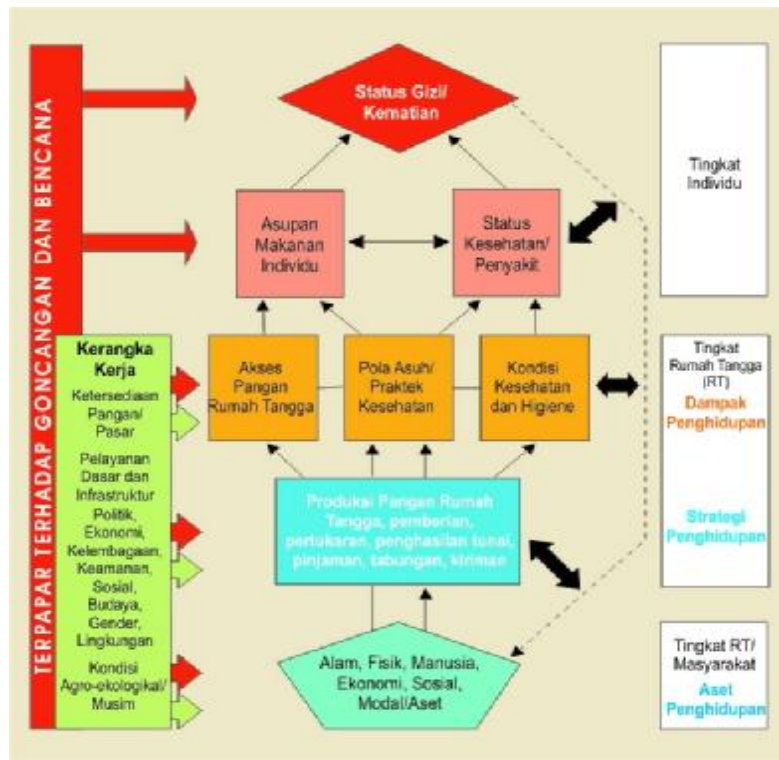 TERPAPAR TERHADAP GONCANGAN DAN BENCANA
Status Gizi/
Kematian
Asupan
Makanan
Individu
Status
Kesehatan/
Penyakit
Tingkat
Individu
Kerangka
Kerja
Ketersediaan
Pangan/
Pasar
Pelayanan
Dasar dan
Infrastruktur
Politik,
Ekonomi,
Kelembagaan,
Keamanan,
Sosial,
Budaya,
Gender,
Lingkungan
Kondisi
Agro-ekologikal/
Musim
Akses
Pangan
Rumah Tangga
Pola Asuh/
Praktek
Kesehatan
Kondisi
Kesehatan
dan Higiene
Tingkat
Rumah Tangga
(RT)
Dampak
Penghidupan
Strategi
Penghidupan
Produksi Pangan Rumah
Tangga, pemberian,
pertukaran, penghasilan tunai,
pinjaman, tabungan, kiriman
Alam, Fisik, Manusia,
Ekonomi, Sosial,
Modal/Aset
Tingkat RT/
Masyarakat
Aset
Penghidupan